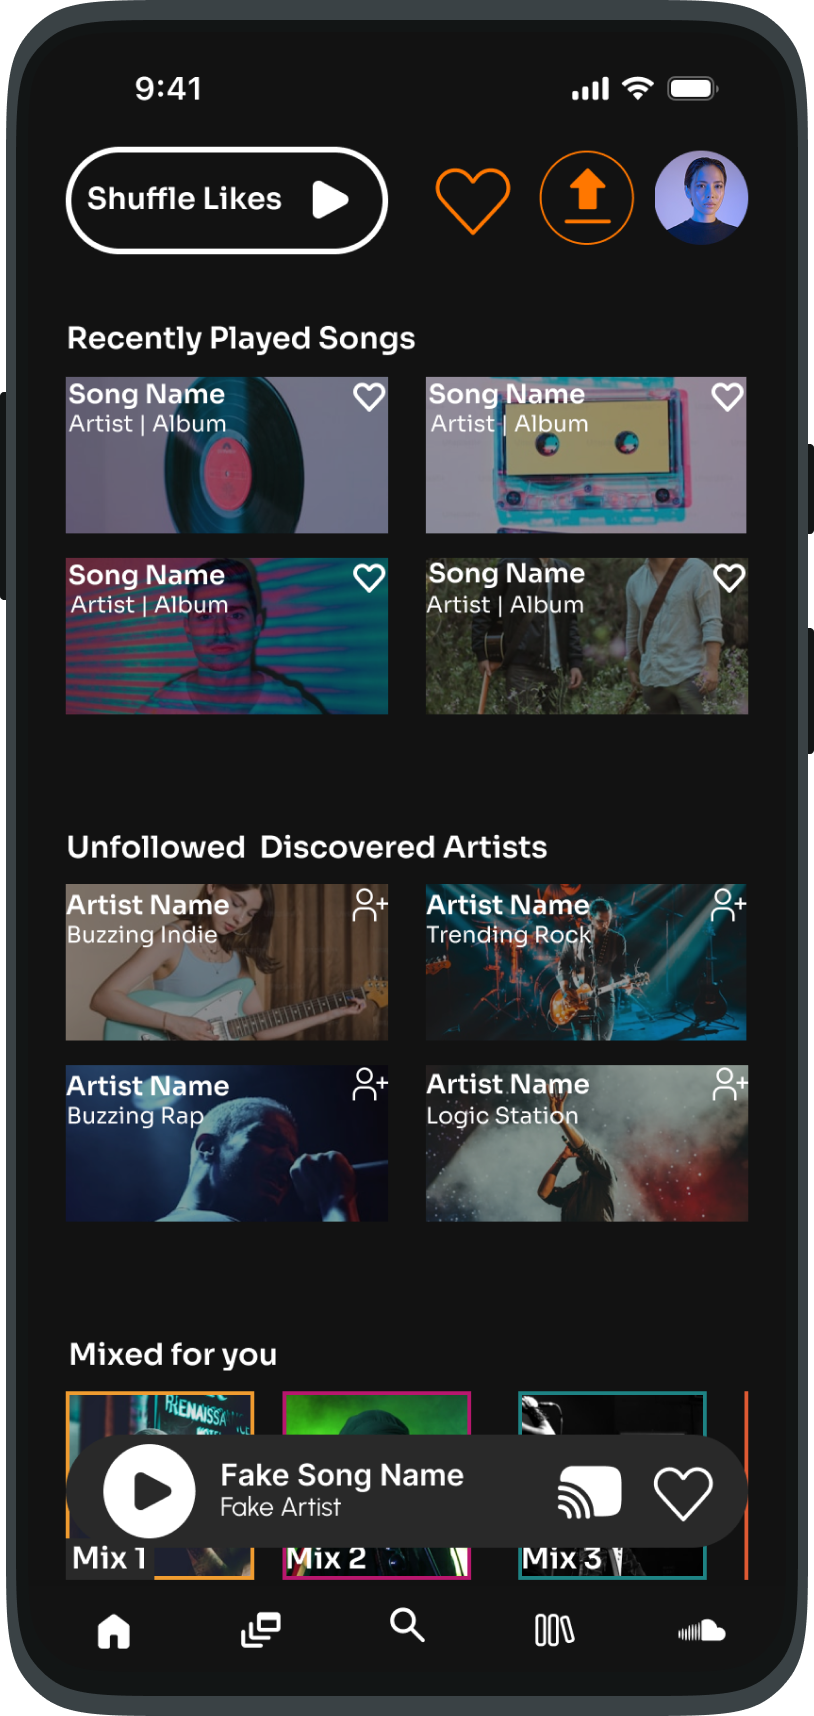 9:41
Shuffle Likes
Recently Played Songs
Song Name
Artist | Album
Song Name
Artist | Album
Song Name
Artist | Album
Song Name
Artist | Album
Unfollowed  Discovered Artists
Artist Name
Buzzing Indie
Artist Name
Trending Rock
Artist Name
Buzzing Rap
Artist Name
Logic Station
Mixed for you
Fake Song Name
Fake Artist
Mix 1
Mix 2
Mix 3